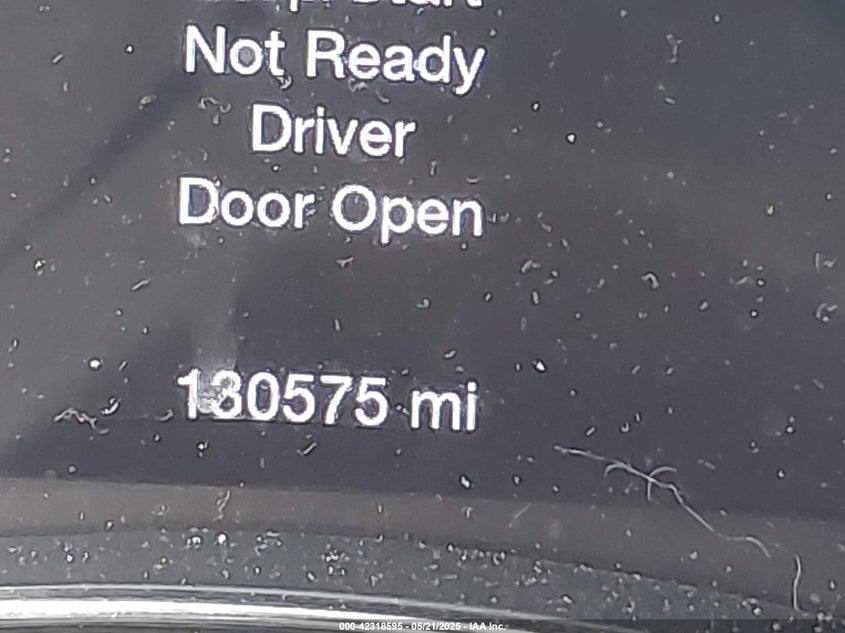 Not Ready
Driver
Door Open
130575 mi
000-42318595 - 05/21/2025 - IAA Inc.